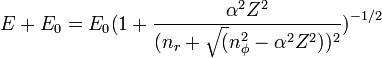 E + E_0 = E_0(1 + \frac{\alpha^2 Z^2}{(n_r + \sqrt(n_\phi^2 - \alpha^2 Z^2))^2})^{-1/2}